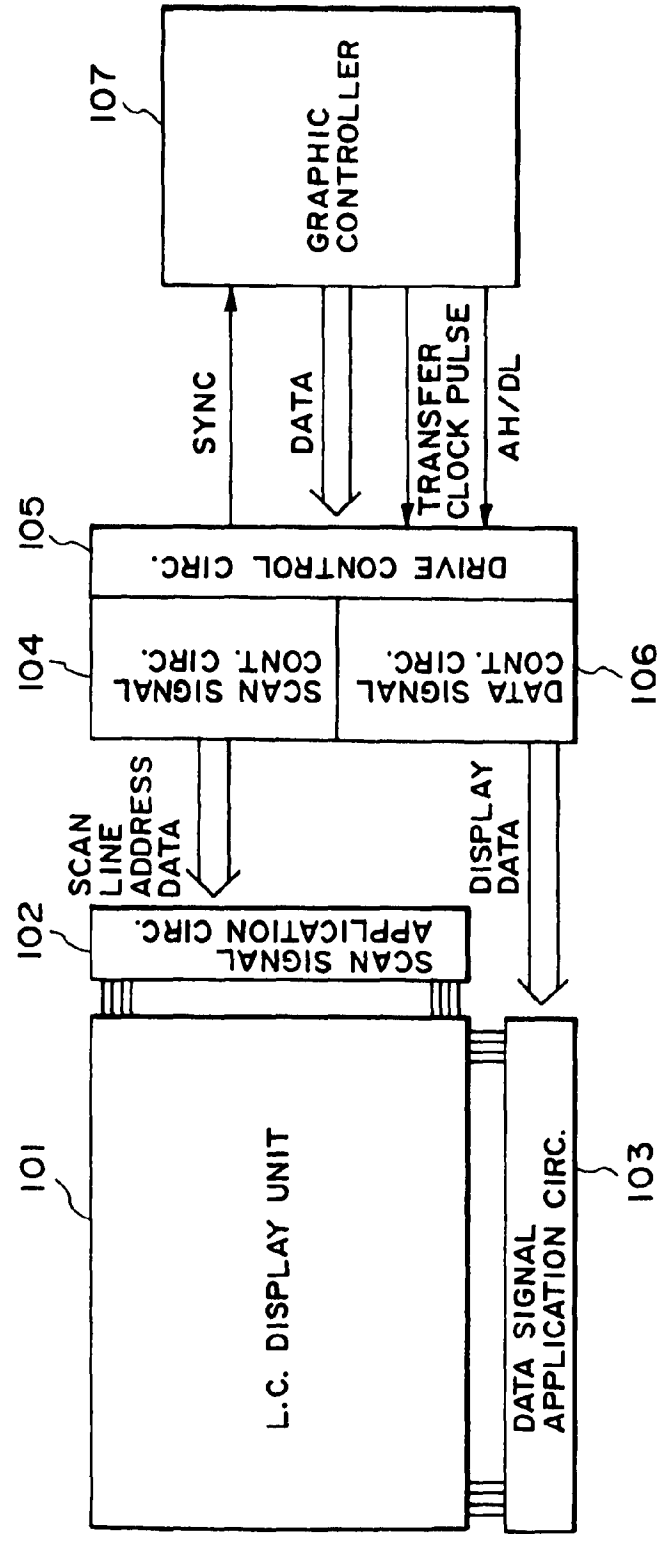 101
L.C. DISPLAY UNIT
102
SCAN SIGNAL
APPLICATION CIRC.
103
DATA SIGNAL
APPLICATION CIRC.
SCAN
LINE
ADDRESS
DATA
DISPLAY
DATA
104
SCAN SIGNAL
CONT. CIRC.
105
DRIVE CONTROL CIRC.
106
DATA SIGNAL
CONT. CIRC.
SYNC
DATA
TRANSFER
CLOCK PULSE
AH/DL
107
GRAPHIC
CONTROLLER